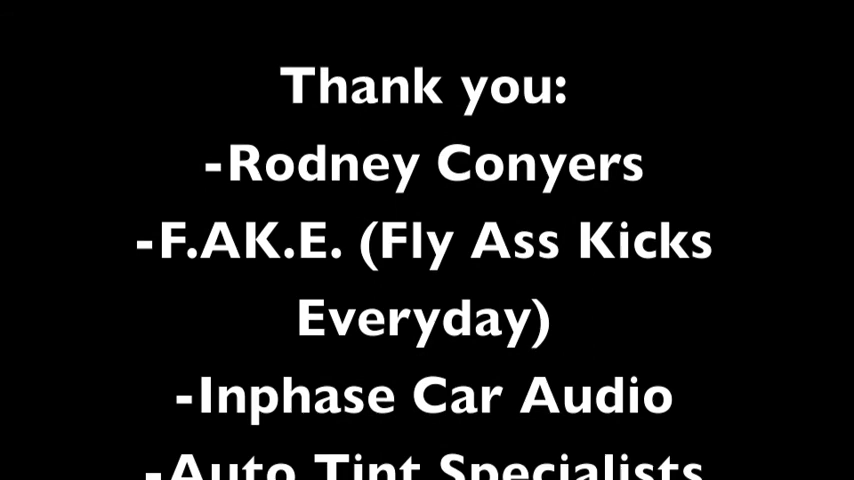 Thank you:
-Rodney Conyers
-F.AK.E. (Fly Ass Kicks
Everyday)
-Inphase Car Audio
-Auto Tint Specialists